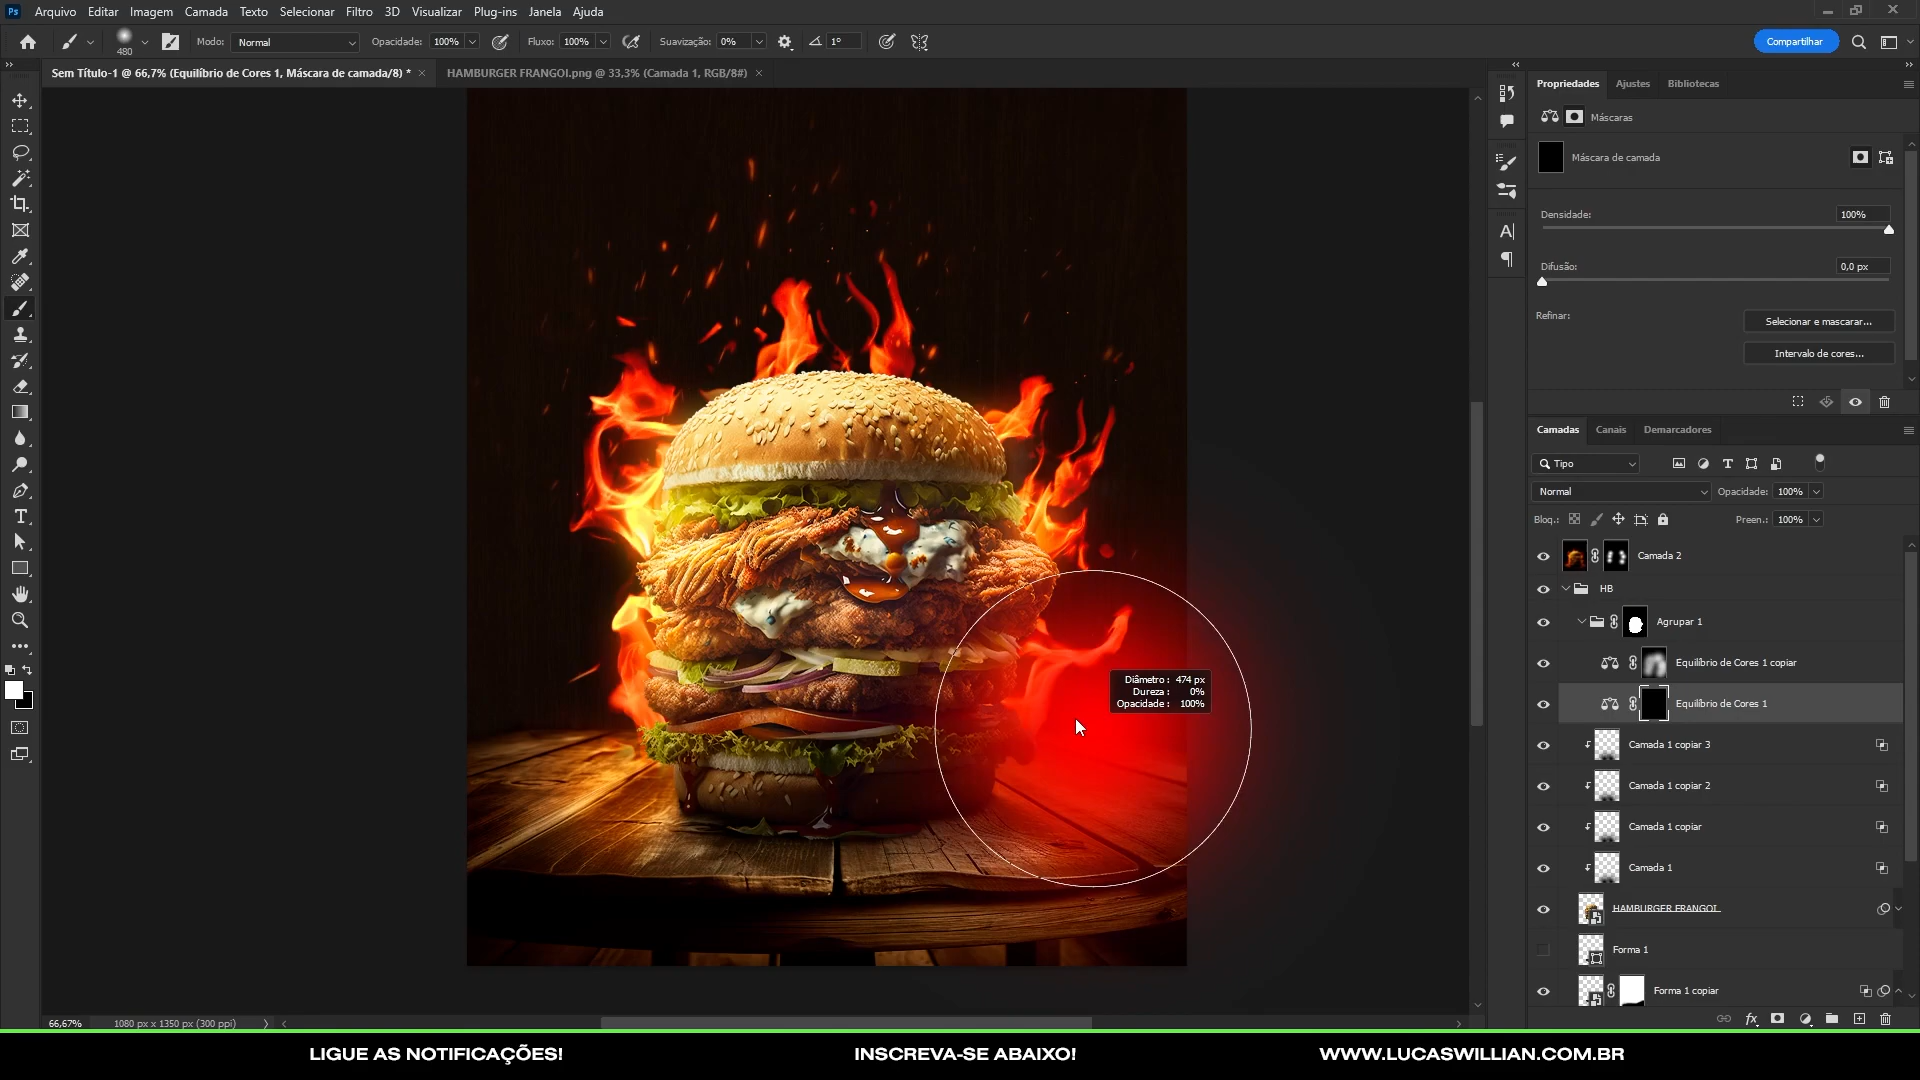 Ps Arquivo Editar Imagem Camada Texto Selecionar Filtro 3D Visualizar Plug-ins Janela Ajuda
480 Modo: Normal Opacidade: 100% Fluxo: 100% Suavização: 0% 1° Compartilhar
Sem Título-1 @ 66,7% (Equilíbrio de Cores 1, Máscara de camada/8) *
HAMBURGER FRANGOI.png @ 33,3% (Camada 1, RGB/8#)
Propriedades Ajustes Bibliotecas
Máscaras
Máscara de camada
Densidade: 100%
Difusão: 0,0 px
Refinar:
Selecionar e mascarar...
Intervalo de cores...
Camadas Canais Demarcadores
Tipo
Normal Opacidade: 100%
Bloq.: Preen.: 100%
Camada 2
HB
Agrupar 1
Equilíbrio de Cores 1 copiar
Equilíbrio de Cores 1
Camada 1 copiar 3
Camada 1 copiar 2
Camada 1 copiar
Camada 1
HAMBURGER FRANGOI
Forma 1
Forma 1 copiar
Diâmetro : 474 px
Dureza : 0%
Opacidade : 100%
66,67% 1080 px x 1350 px (300 ppi)
LIGUE AS NOTIFICAÇÕES! INSCREVA-SE ABAIXO! WWW.LUCASWILLIAN.COM.BR